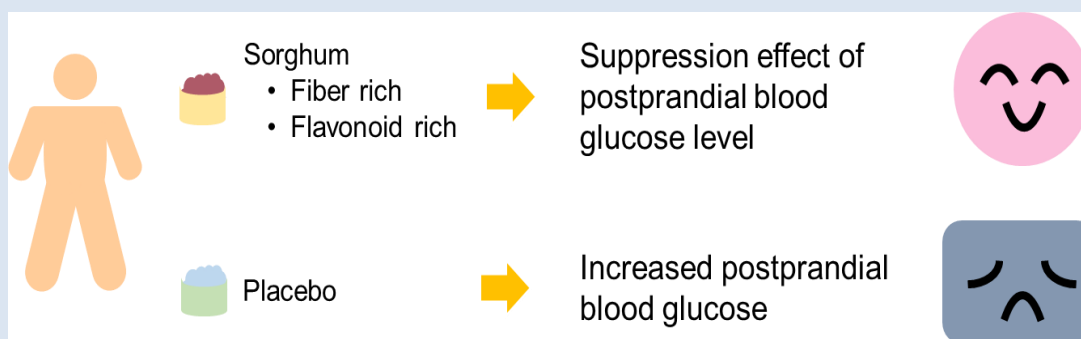 Sorghum
• Fiber rich
• Flavonoid rich
Suppression effect of
postprandial blood
glucose level
Placebo
Increased postprandial
blood glucose